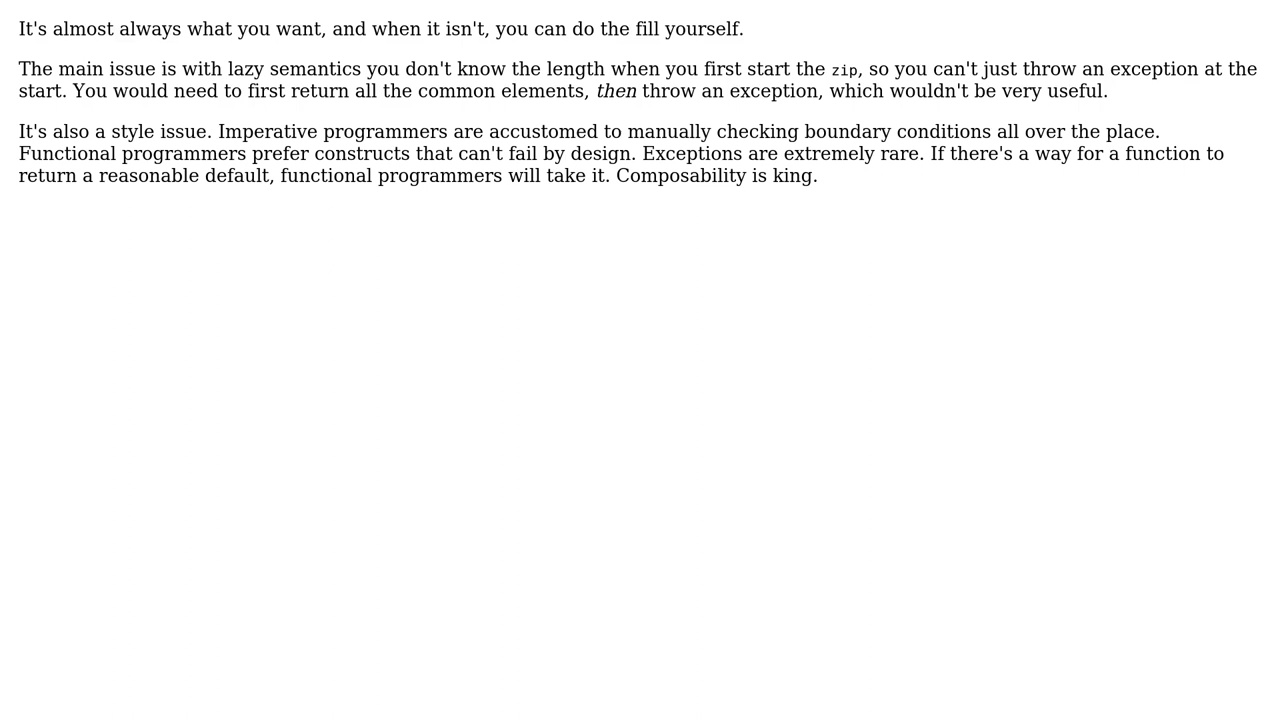 It's almost always what you want, and when it isn't, you can do the fill yourself.
The main issue is with lazy semantics you don't know the length when you first start the zip, so you can't just throw an exception at the
start. You would need to first return all the common elements, then throw an exception, which wouldn't be very useful.
It's also a style issue. Imperative programmers are accustomed to manually checking boundary conditions all over the place.
Functional programmers prefer constructs that can't fail by design. Exceptions are extremely rare. If there's a way for a function to
return a reasonable default, functional programmers will take it. Composability is king.